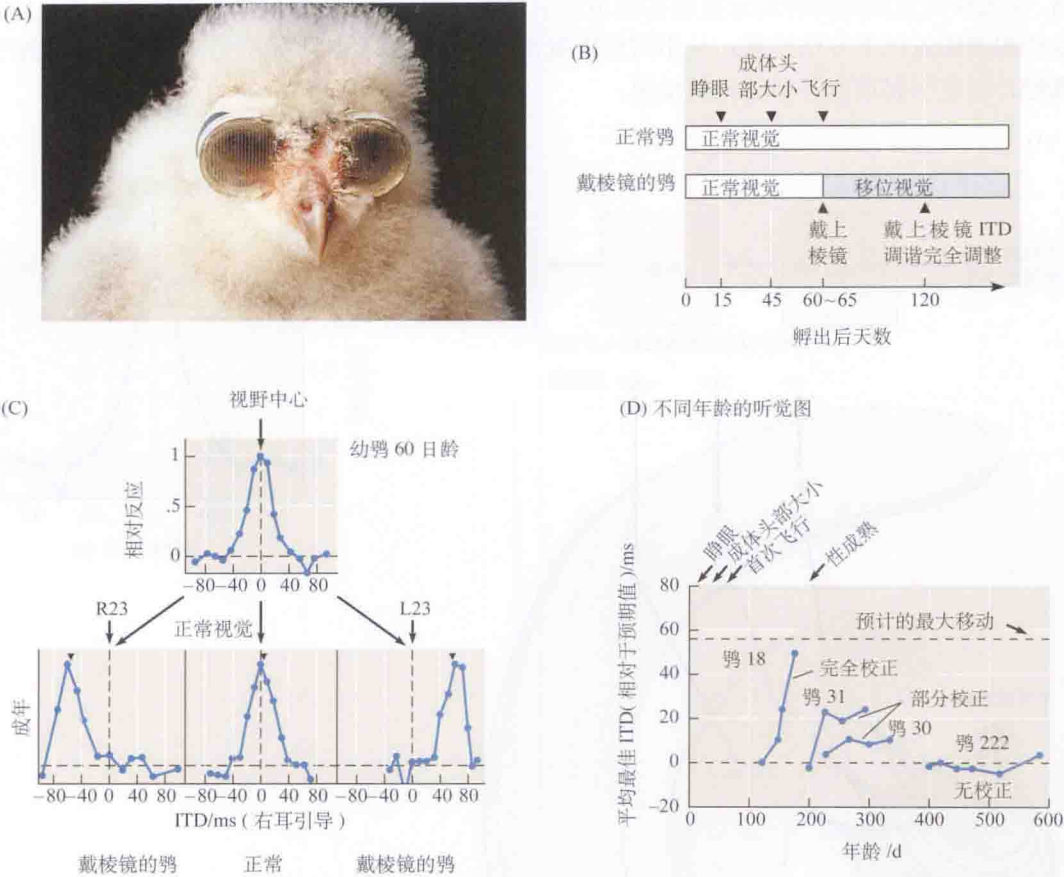 (A)
(B)
成体头
睁眼 部大小 飞行
正常鸮
正常视觉
戴棱镜的鸮
正常视觉
移位视觉
戴上
棱镜
戴上棱镜 ITD
调谐完全调整
0 15 45 60~65 120
孵出后天数
(C)
视野中心
幼鸮 60 日龄
相对反应
1
.5
0
−80 −40 0 40 80
R23
正常视觉
L23
成年
−80 −40 0 40 80
−80 −40 0 40 80
−80 −40 0 40 80
ITD/ms ( 右耳引导 )
戴棱镜的鸮
正常
戴棱镜的鸮
(D) 不同年龄的听觉图
睁眼
成体头部大小
首次飞行
性成熟
平均最佳 ITD( 相对于预期值 )/ms
80
60
40
20
0
−20
预计的最大移动
鸮 18
完全校正
鸮 31
部分校正
鸮 30
鸮 222
无校正
0 100 200 300 400 500 600
年龄 /d